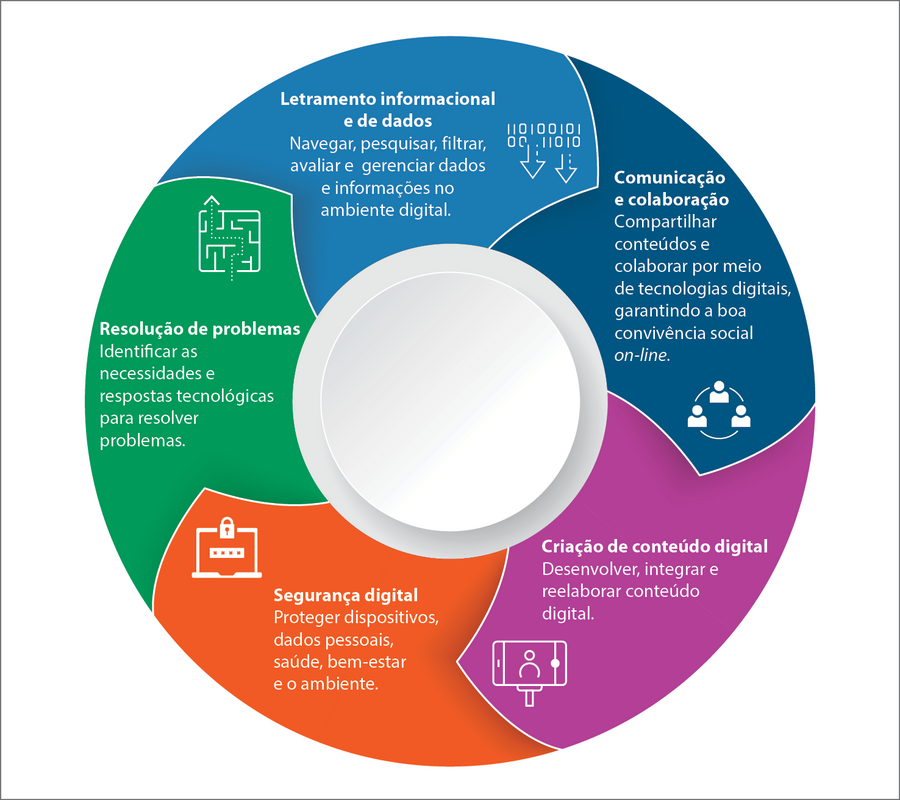 Letramento informacional
e de dados
Navegar, pesquisar, filtrar,
avaliar e gerenciar dados
e informações no
ambiente digital.
11010010 1
Comunicação
e colaboração
Compartilhar
conteúdos e
colaborar por meio
de tecnologias digitais,
garantindo a boa
convivência social
on-line.
Criação de conteúdo digital
Desenvolver, integrar e
reelaborar conteúdo
digital.
Segurança digital
Proteger dispositivos,
dados pessoais,
saúde, bem-estar
e o ambiente.
Resolução de problemas
Identificar as
necessidades e
respostas tecnológicas
para resolver
problemas.